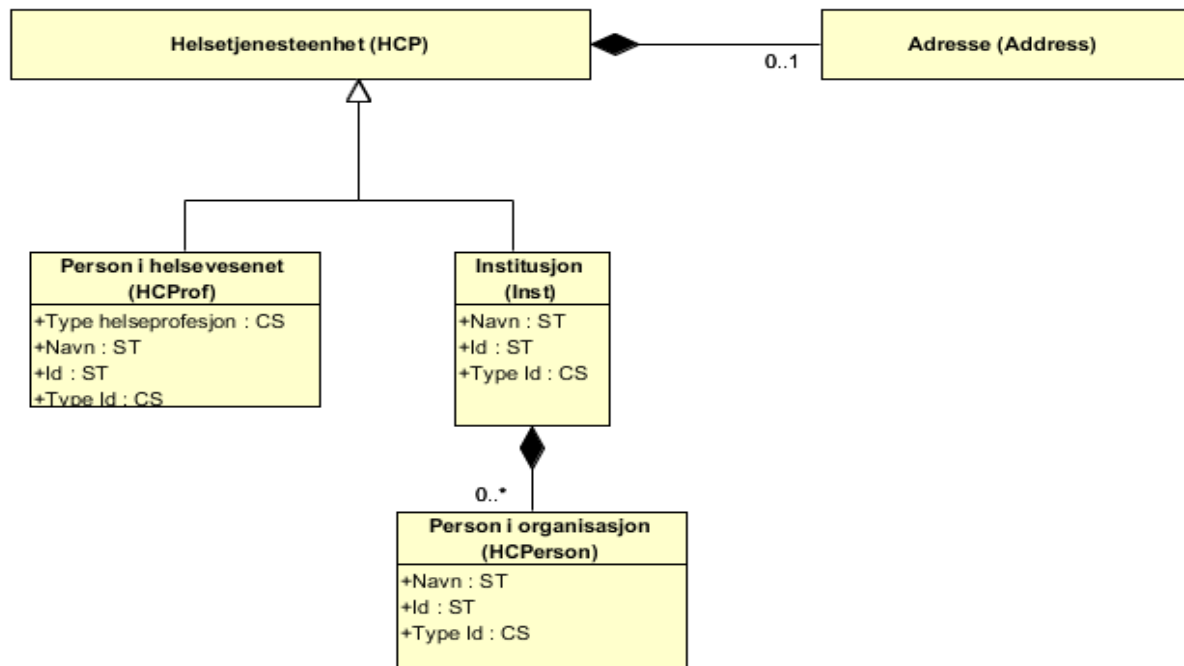 Helsetjenesteenhet (HCP)
Adresse (Address)
0..1
Person i helsevesenet
(HCProf)
+Type helseprofesjon : CS
+Navn : ST
+Id : ST
+Type Id : CS
Institusjon
(Inst)
+Navn : ST
+Id : ST
+Type Id : CS
0..*
Person i organisasjon
(HCPerson)
+Navn : ST
+Id : ST
+Type Id : CS